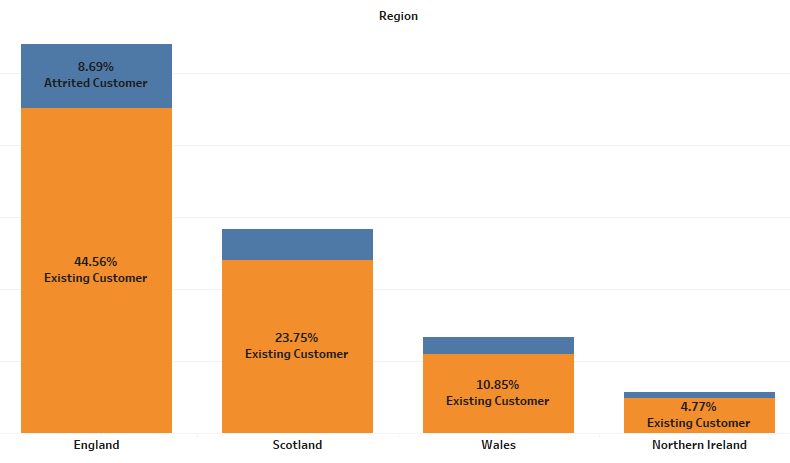 Region
8.69%
Attrited Customer
44.56%
Existing Customer
23.75%
Existing Customer
10.85%
Existing Customer
4.77%
Existing Customer
England
Scotland
Wales
Northern Ireland